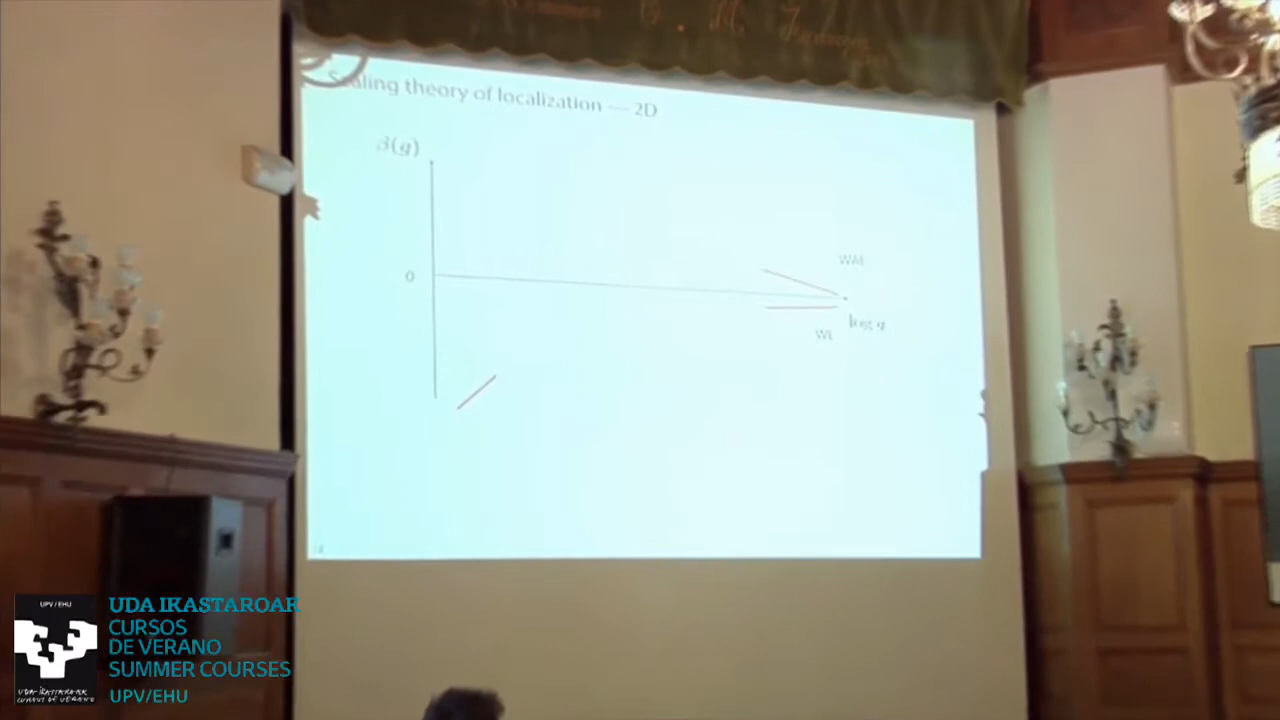 Scaling theory of localization — 2D
β(g)
0
WAL
WL
log g
UPV / EHU
UDA IKASTAROAR
CURSOS
DE VERANO
SUMMER COURSES
UPV/EHU